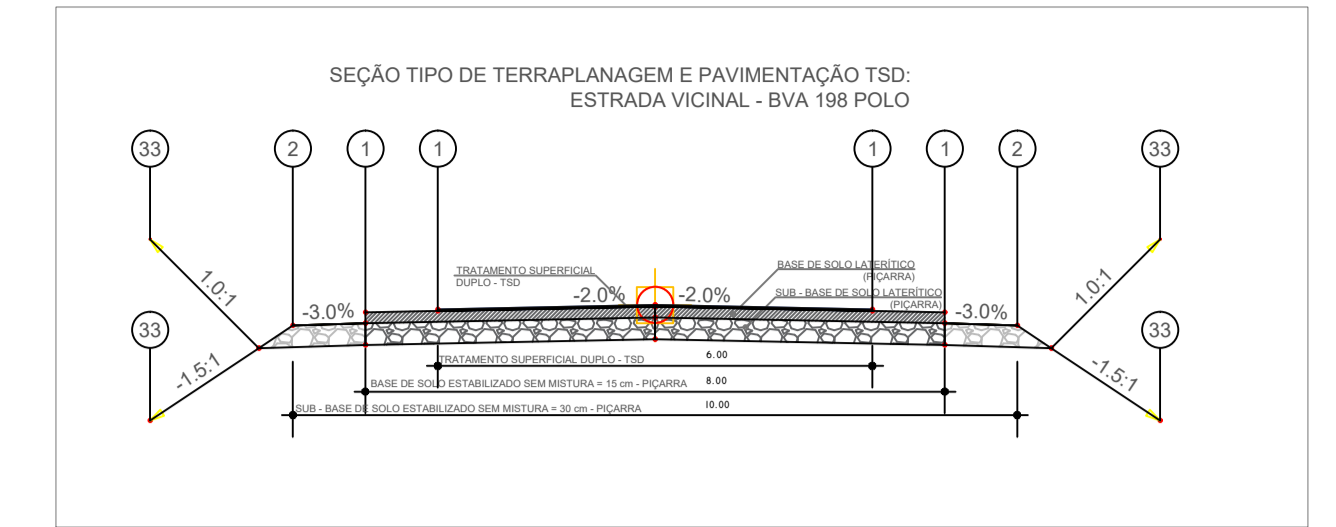 SEÇÃO TIPO DE TERRAPLANAGEM E PAVIMENTAÇÃO TSD:
ESTRADA VICINAL - BVA 198 POLO
33
2
1
1
1
1
2
33
1.0:1
TRATAMENTO SUPERFICIAL
DUPLO - TSD
BASE DE SOLO LATERÍTICO
(PIÇARRA)
SUB - BASE DE SOLO LATERÍTICO
(PIÇARRA)
1.0:1
-3.0%
-2.0%
-2.0%
-3.0%
33
33
-1.5:1
-1.5:1
TRATAMENTO SUPERFICIAL DUPLO - TSD
6.00
BASE DE SOLO ESTABILIZADO SEM MISTURA = 15 cm - PIÇARRA
8.00
SUB - BASE DE SOLO ESTABILIZADO SEM MISTURA = 30 cm - PIÇARRA
10.00